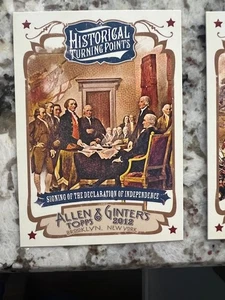 HISTORICAL
TURNING POINTS
SIGNING OF THE DECLARATION OF INDEPENDENCE
ALLEN & GINTER'S
TOPPS 2012
BROOKLYN, NEW YORK